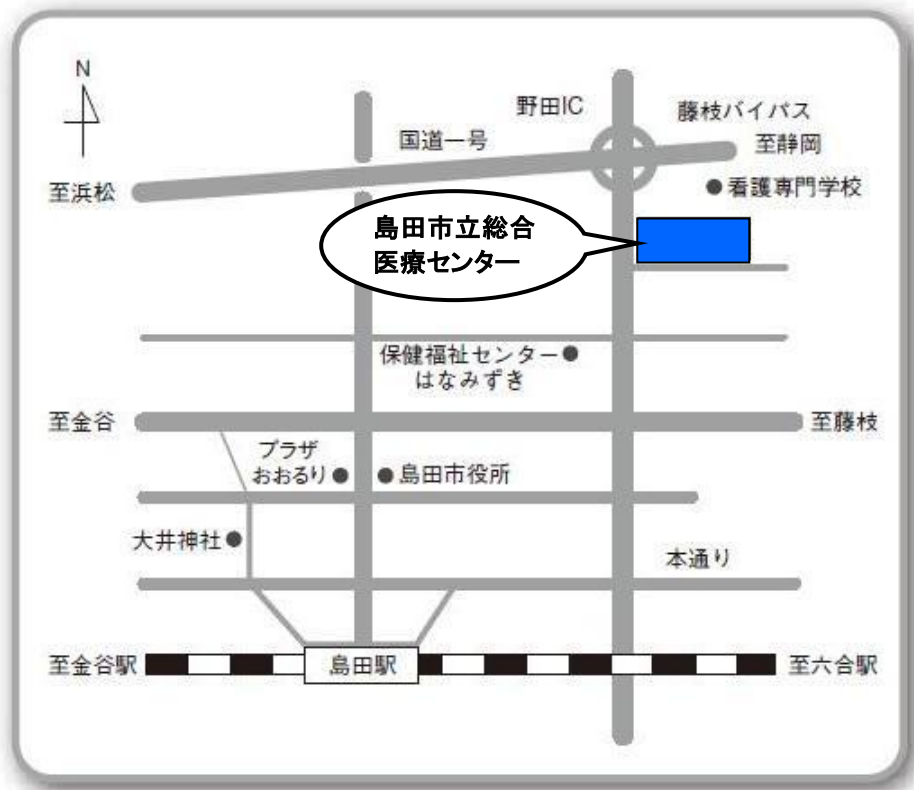 N
野田IC
藤枝バイパス
国道一号
至静岡
至浜松
看護専門学校
島田市立総合
医療センター
保健福祉センター
はなみずき
至金谷
至藤枝
プラザ
おおるり
島田市役所
大井神社
本通り
至金谷駅
島田駅
至六合駅